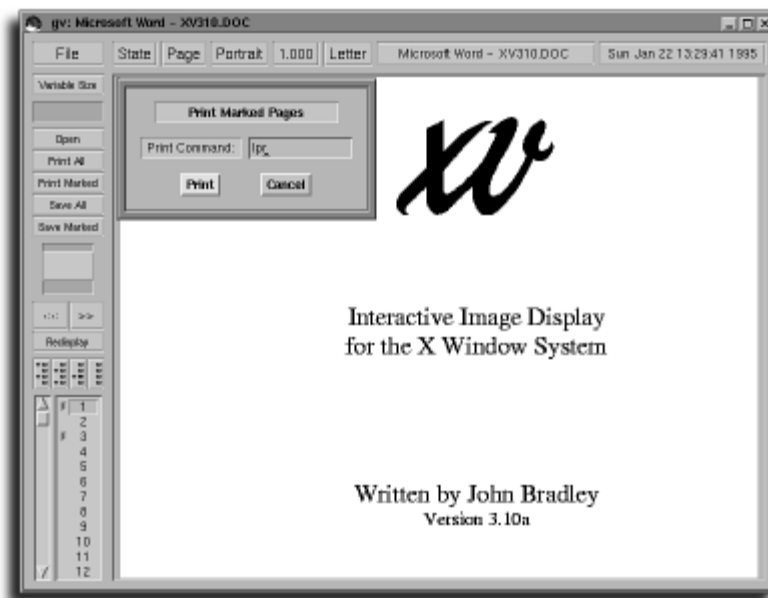 gv: Microsoft Word - XV310.DOC
File State Page Portrait 1.000 Letter Microsoft Word - XV310.DOC Sun Jan 22 13:29:41 1995
Variable Size
Open
Print All
Print Marked
Save All
Save Marked
<< >>
Redisplay
# 1
2
# 3
4
5
6
7
8
9
10
11
12
Print Marked Pages
Print Command: lpr
Print Cancel
xv
Interactive Image Display
for the X Window System
Written by John Bradley
Version 3.10a